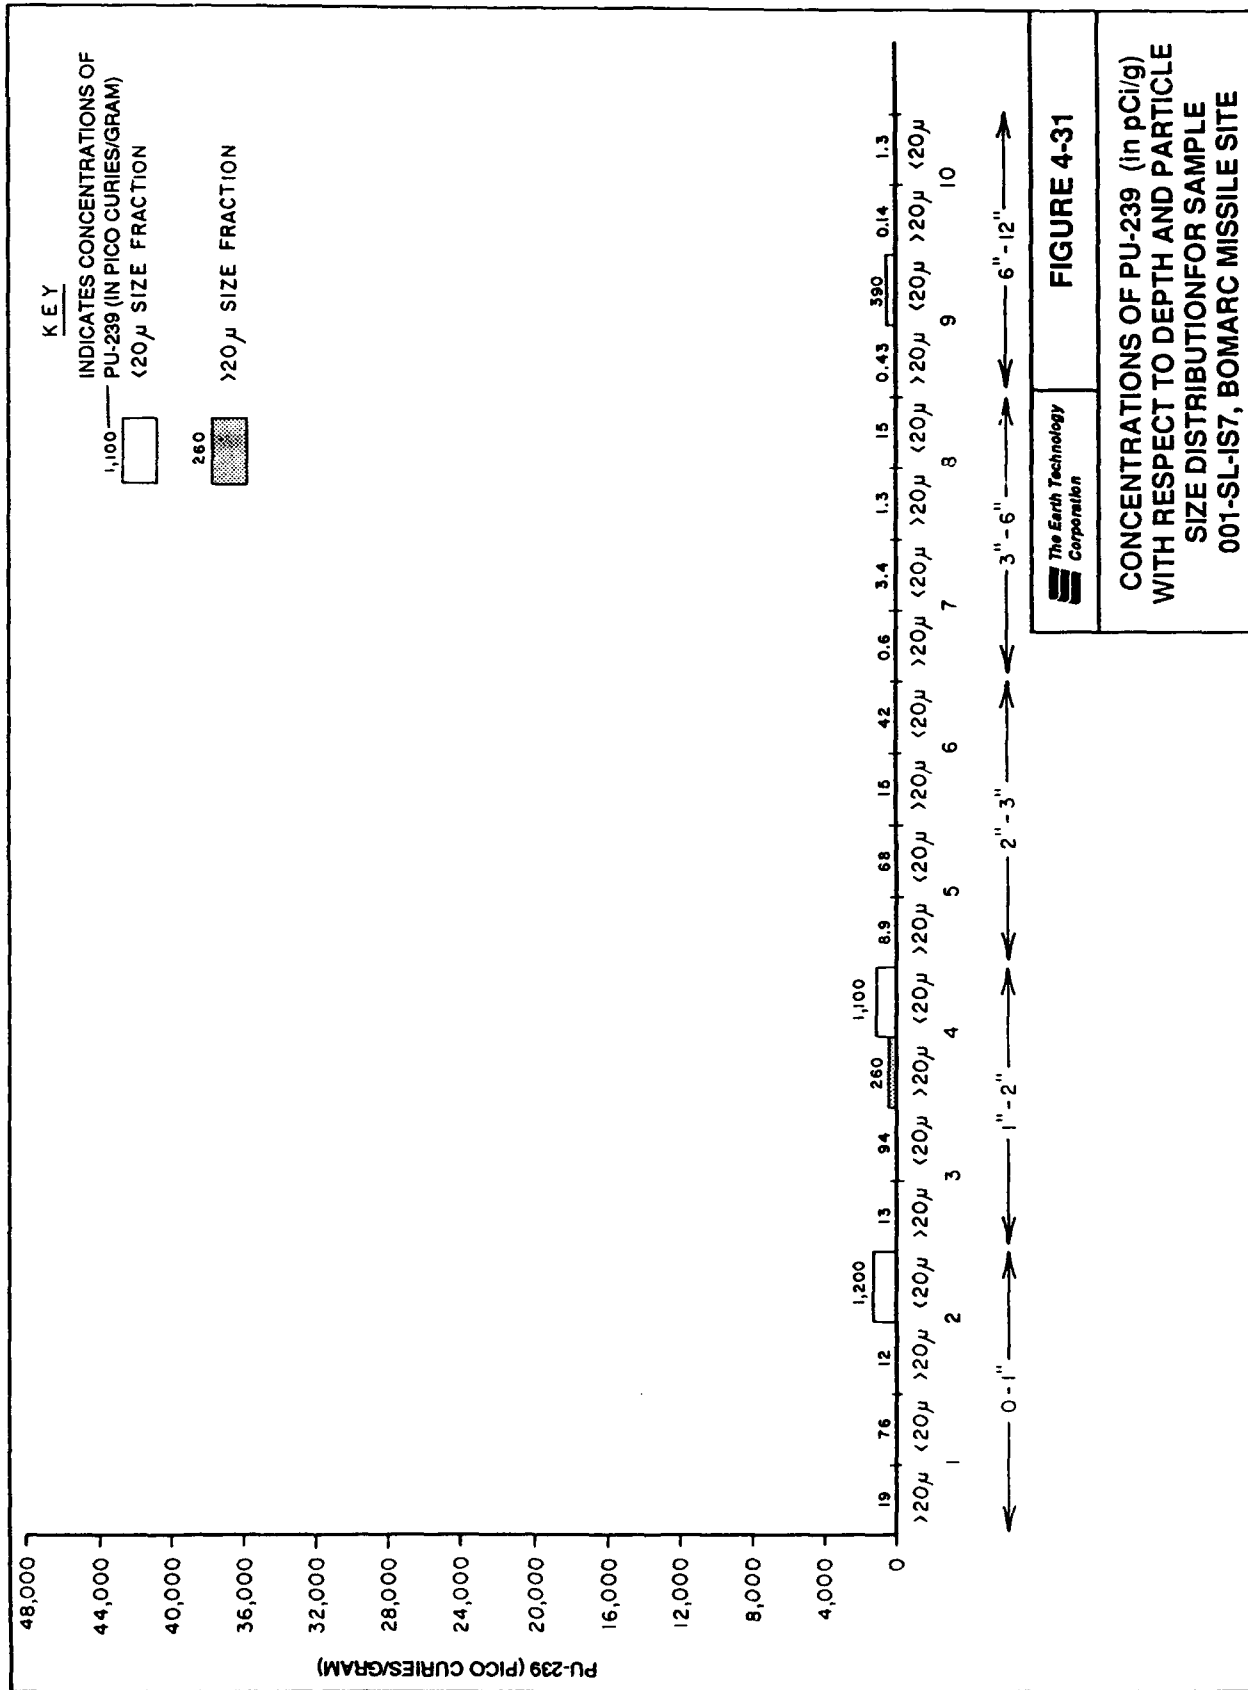 KEY
INDICATES CONCENTRATIONS OF
1,100 PU-239 (IN PICO CURIES/GRAM)
<20μ SIZE FRACTION
260
>20μ SIZE FRACTION
PU-239 (PICO CURIES/GRAM)
48,000
44,000
40,000
36,000
32,000
28,000
24,000
20,000
16,000
12,000
8,000
4,000
0
19 76 12 1,200 13 94 260 1,100 8.9 68 15 42 0.6 3.4 1.3 15 0.43 390 0.14 1.3
>20μ <20μ >20μ <20μ >20μ <20μ >20μ <20μ >20μ <20μ >20μ <20μ >20μ <20μ >20μ <20μ >20μ <20μ >20μ <20μ
1 2 3 4 5 6 7 8 9 10
0-1" 1"-2" 2"-3" 3"-6" 6"-12"
The Earth Technology
Corporation
FIGURE 4-31
CONCENTRATIONS OF PU-239 (in pCi/g)
WITH RESPECT TO DEPTH AND PARTICLE
SIZE DISTRIBUTIONFOR SAMPLE
001-SL-IS7, BOMARC MISSILE SITE